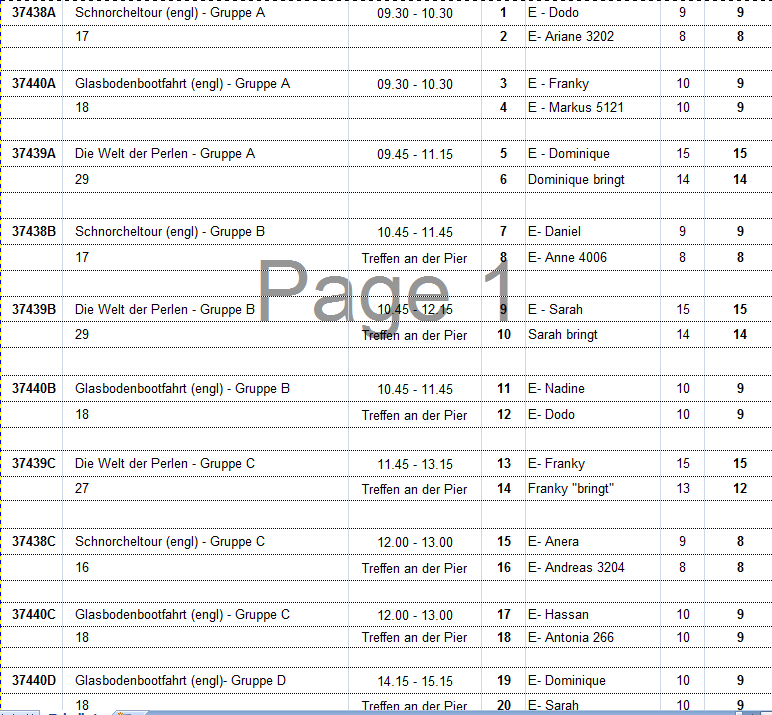 37438A Schnorcheltour (engl) - Gruppe A 09.30 - 10.30 1 E - Dodo 9 9
17 2 E- Ariane 3202 8 8
37440A Glasbodenbootfahrt (engl) - Gruppe A 09.30 - 10.30 3 E - Franky 10 9
18 4 E - Markus 5121 10 9
37439A Die Welt der Perlen - Gruppe A 09.45 - 11.15 5 E - Dominique 15 15
29 6 Dominique bringt 14 14
37438B Schnorcheltour (engl) - Gruppe B 10.45 - 11.45 7 E- Daniel 9 9
17 Treffen an der Pier 8 E- Anne 4006 8 8
Page 1
37439B Die Welt der Perlen - Gruppe B 10.45 - 12.15 9 E - Sarah 15 15
29 Treffen an der Pier 10 Sarah bringt 14 14
37440B Glasbodenbootfahrt (engl) - Gruppe B 10.45 - 11.45 11 E- Nadine 10 9
18 Treffen an der Pier 12 E- Dodo 10 9
37439C Die Welt der Perlen - Gruppe C 11.45 - 13.15 13 E- Franky 15 15
27 Treffen an der Pier 14 Franky "bringt" 13 12
37438C Schnorcheltour (engl) - Gruppe C 12.00 - 13.00 15 E- Anera 9 8
16 Treffen an der Pier 16 E- Andreas 3204 8 8
37440C Glasbodenbootfahrt (engl) - Gruppe C 12.00 - 13.00 17 E- Hassan 10 9
18 Treffen an der Pier 18 E- Antonia 266 10 9
37440D Glasbodenbootfahrt (engl)- Gruppe D 14.15 - 15.15 19 E- Dominique 10 9
18 Treffen an der Pier 20 E- Sarah 10 9